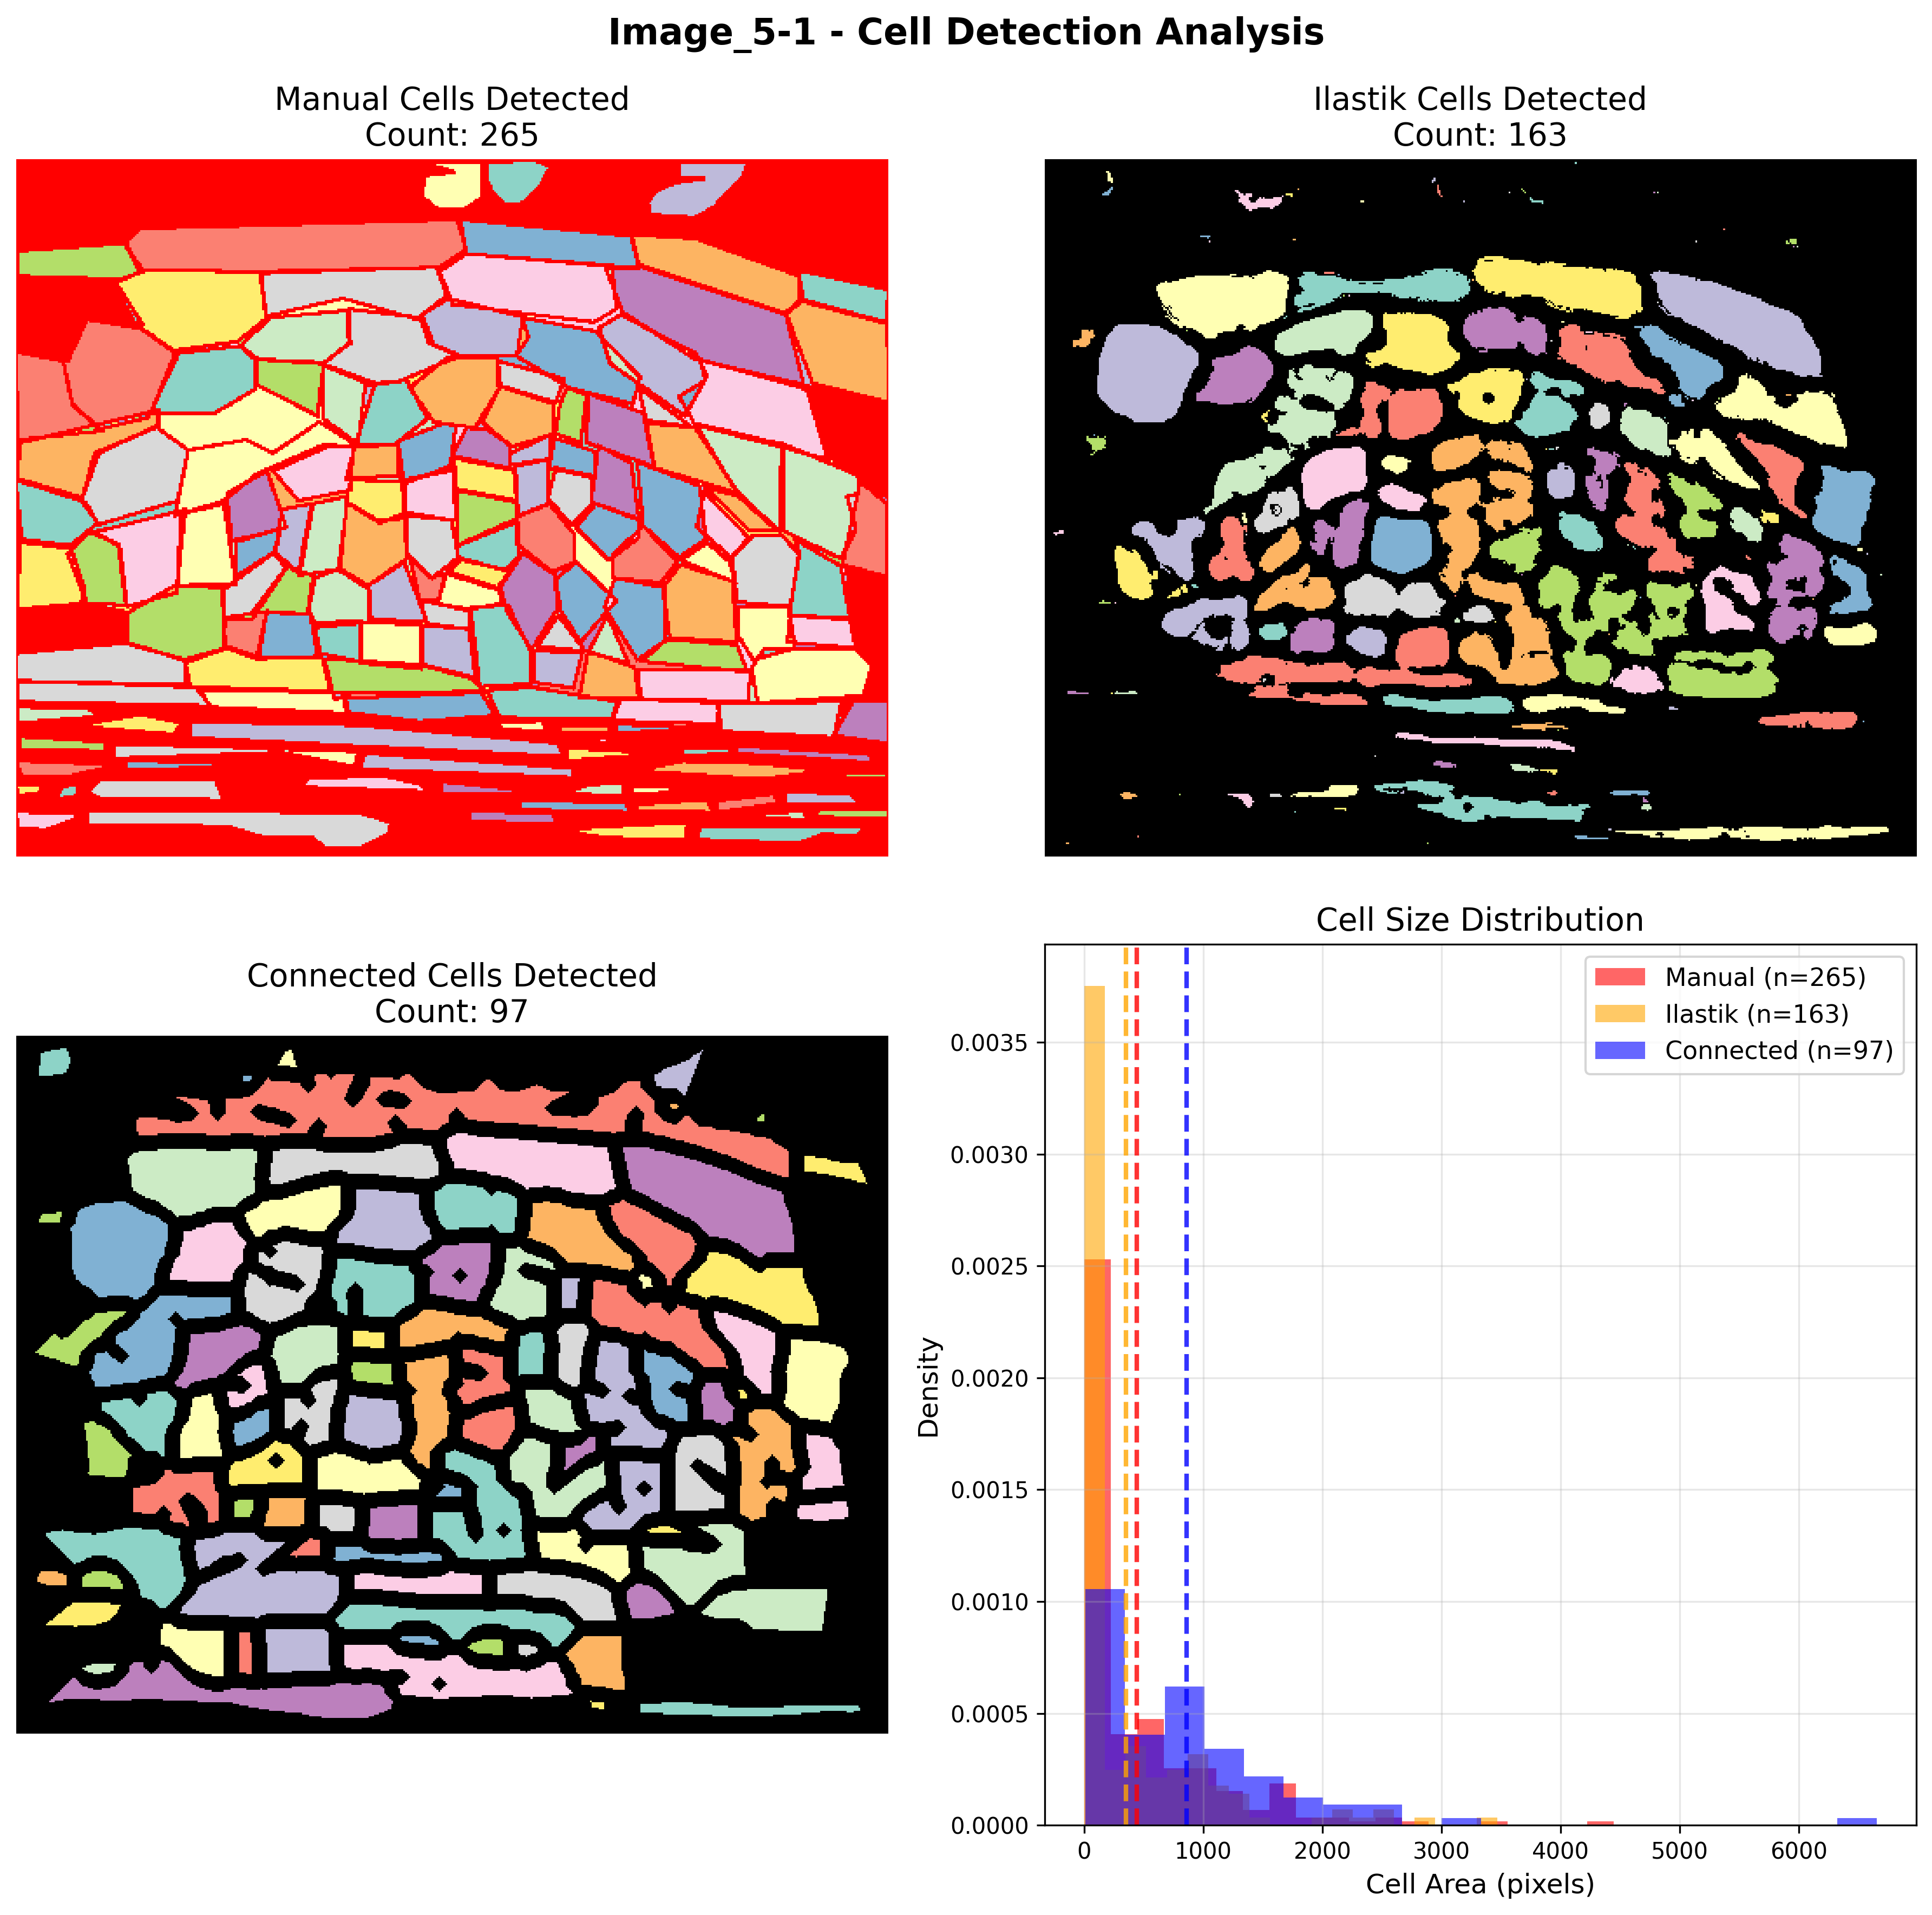 Image_5-1 - Cell Detection Analysis
Manual Cells Detected
Count: 265
Ilastik Cells Detected
Count: 163
Connected Cells Detected
Count: 97
Cell Size Distribution
Manual (n=265)
Ilastik (n=163)
Connected (n=97)
Density
0.0035
0.0030
0.0025
0.0020
0.0015
0.0010
0.0005
0.0000
0 1000 2000 3000 4000 5000 6000
Cell Area (pixels)